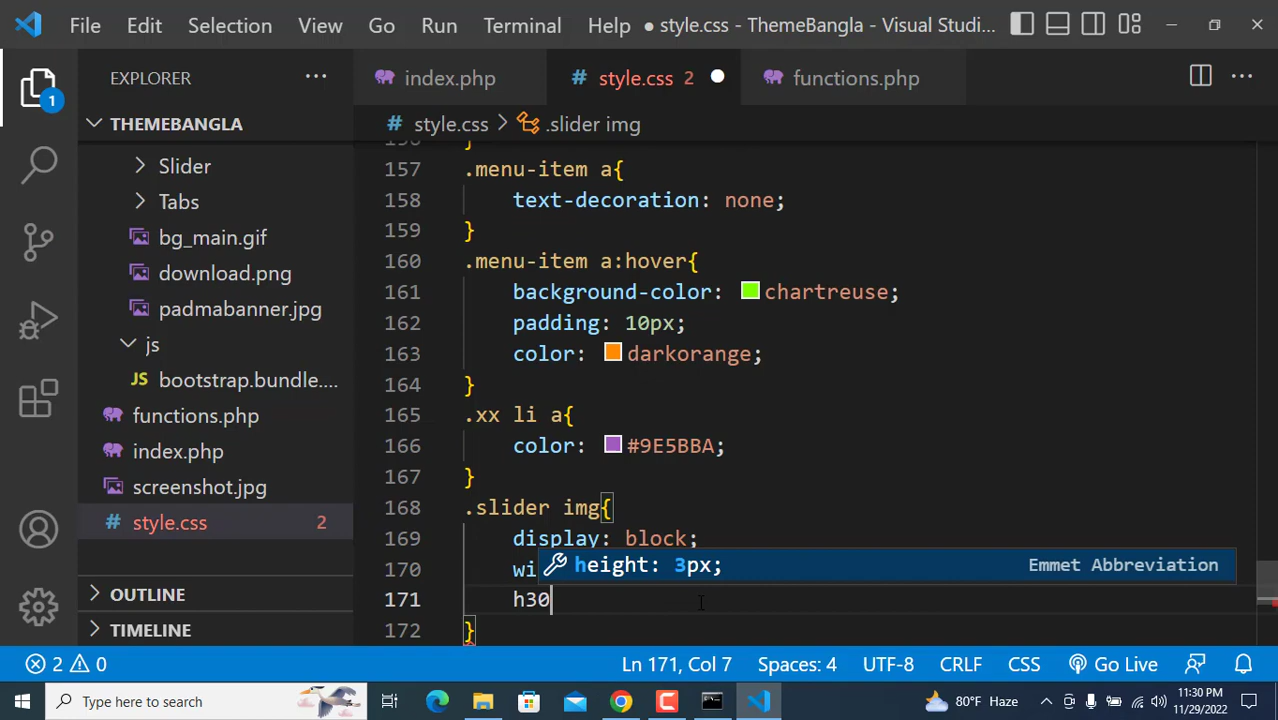 File Edit View Go Run Terminal Help ● style.css - ThemeBangla - Visual Studi...
EXPLORER ...
index.php
# style.css 2
functions.php
1
THEMEBANGLA
# style.css > .slider img
Slider
Tabs
bg_main.gif
download.png
padmabanner.jpg
js
JS bootstrap.bundle....
functions.php
index.php
screenshot.jpg
# style.css 2
OUTLINE
TIMELINE
157 .menu-item a{
158 text-decoration: none;
159 }
160 .menu-item a:hover{
161 background-color: chartreuse;
162 padding: 10px;
163 color: darkorange;
164 }
165 .xx li a{
166 color: #9E5BBA;
167 }
168 .slider img{
169 display: block;
170 wi
height: 3px; Emmet Abbreviation
171 h30
172 }
2 0 Ln 171, Col 7 Spaces: 4 UTF-8 CRLF CSS Go Live
Type here to search 80°F Haze 11:30 PM
11/29/2022